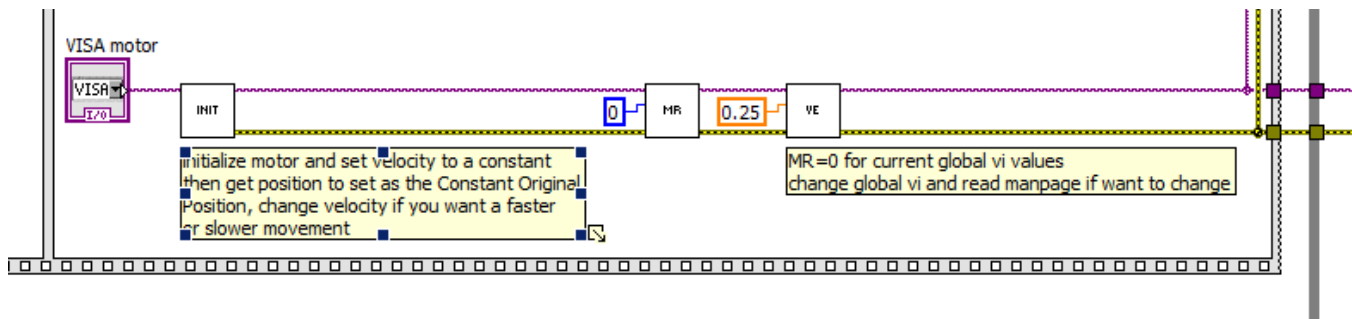 VISA motor
VISA
I/O
INIT
0
MR
0.25
VE
Initialize motor and set velocity to a constant
then get position to set as the Constant Original
Position, change velocity if you want a faster
or slower movement
MR=0 for current global vi values
change global vi and read manpage if want to change